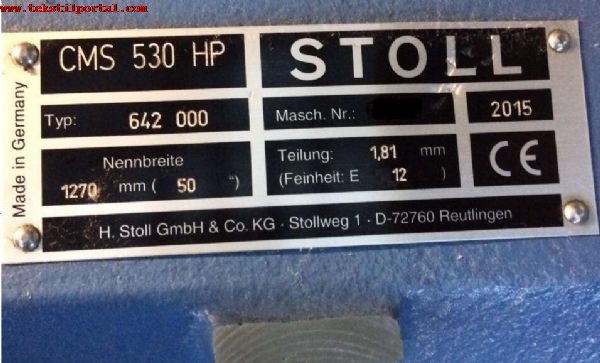 www.tekstilportal.com
Made in Germany
CMS 530 HP
STOLL
Typ: 642 000
Masch. Nr.:
2015
Nennbreite
1270 mm ( 50 ")
Teilung: 1,81 mm
(Feinheit: E 12 )
CE
H. Stoll GmbH & Co. KG · Stollweg 1 · D-72760 Reutlingen